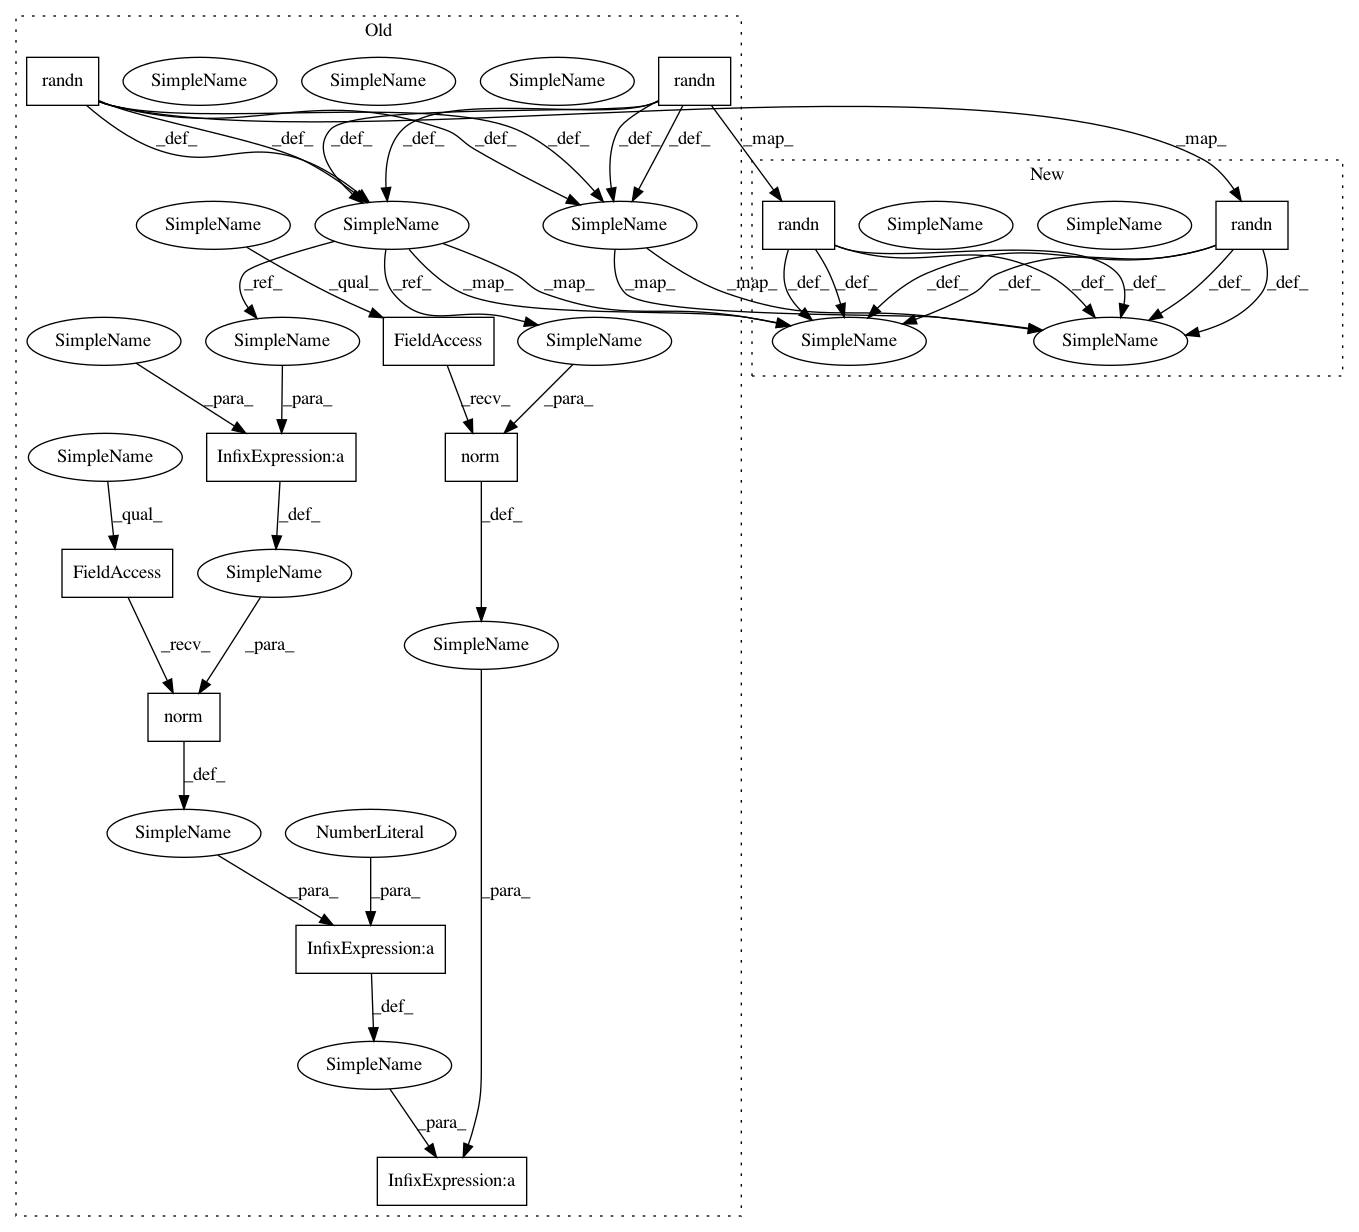 Old
randn
SimpleName
SimpleName
SimpleName
randn
_def_
_def_
_def_
_def_
_def_
_def_
_def_
_def_
_map_
_map_
New
SimpleName
SimpleName
SimpleName
randn
SimpleName
SimpleName
randn
_ref_
_qual_
_ref_
_map_
_map_
_map_
_map_
_def_
_def_
_def_
_def_
_def_
_def_
_def_
_def_
SimpleName
SimpleName
FieldAccess
SimpleName
SimpleName
SimpleName
_para_
_para_
_recv_
_para_
SimpleName
InfixExpression:a
norm
_qual_
_def_
_def_
FieldAccess
SimpleName
_recv_
_para_
SimpleName
norm
_def_
SimpleName
NumberLiteral
_para_
_para_
_para_
InfixExpression:a
_def_
SimpleName
_para_
InfixExpression:a